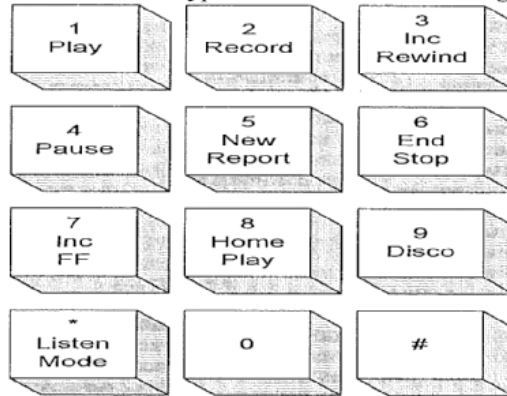 1
Play
2
Record
3
Inc
Rewind
4
Pause
5
New
Report
6
End
Stop
7
Inc
FF
8
Home
Play
9
Disco
*
Listen
Mode
0
#